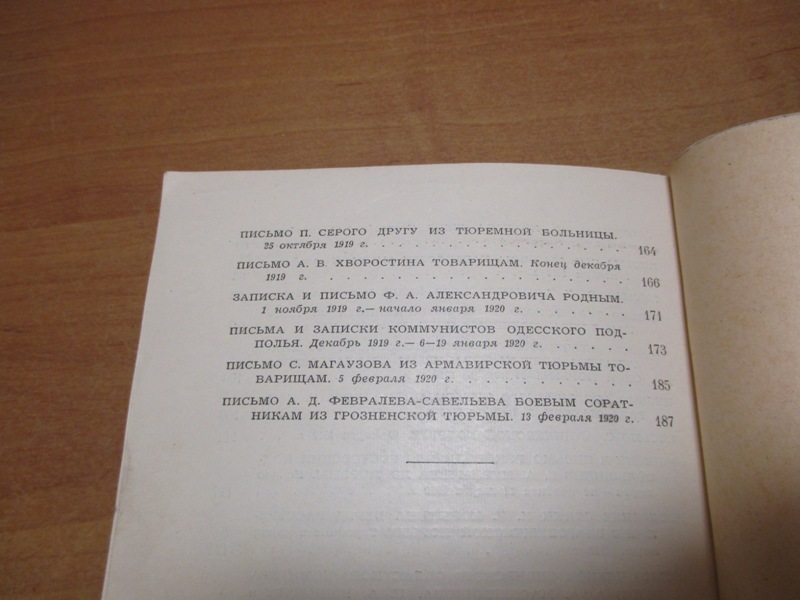 ПИСЬМО П. СЕРОГО ДРУГУ ИЗ ТЮРЕМНОЙ БОЛЬНИЦЫ.
25 октября 1919 г. . . . . . . . . . . . . . . . . . 164
ПИСЬМО А. В. ХВОРОСТИНА ТОВАРИЩАМ. Конец декабря
1919 г. . . . . . . . . . . . . . . . . . . . . 166
ЗАПИСКА И ПИСЬМО Ф. А. АЛЕКСАНДРОВИЧА РОДНЫМ.
1 ноября 1919 г.— начало января 1920 г. . . . . . . 171
ПИСЬМА И ЗАПИСКИ КОММУНИСТОВ ОДЕССКОГО ПОД-
ПОЛЬЯ. Декабрь 1919 г.— 6—19 января 1920 г. . . . . . 173
ПИСЬМО С. МАГАУЗОВА ИЗ АРМАВИРСКОЙ ТЮРЬМЫ ТО-
ВАРИЩАМ. 5 февраля 1920 г. . . . . . . . . . . . 185
ПИСЬМО А. Д. ФЕВРАЛЕВА-САВЕЛЬЕВА БОЕВЫМ СОРАТ-
НИКАМ ИЗ ГРОЗНЕНСКОЙ ТЮРЬМЫ. 13 февраля 1920 г. 187